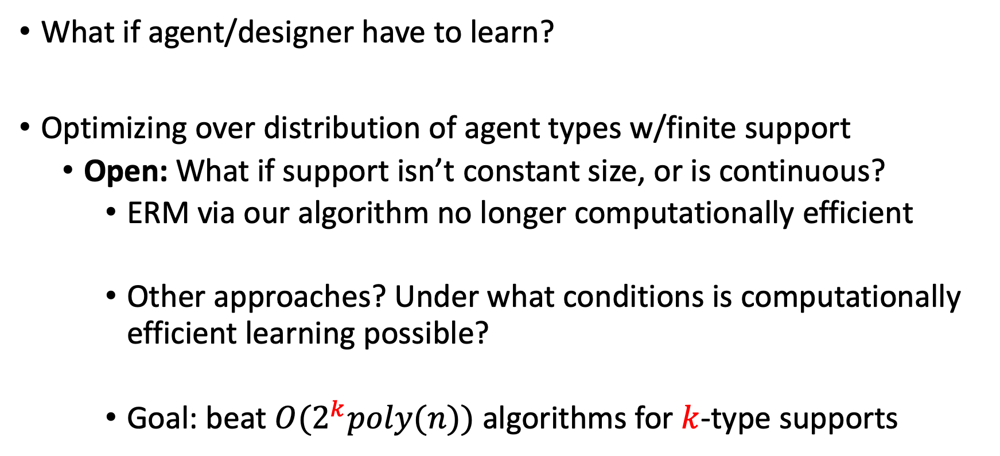 • What if agent/designer have to learn?
• Optimizing over distribution of agent types w/finite support
• Open: What if support isn’t constant size, or is continuous?
• ERM via our algorithm no longer computationally efficient
• Other approaches? Under what conditions is computationally
efficient learning possible?
• Goal: beat O(2^k poly(n)) algorithms for k-type supports